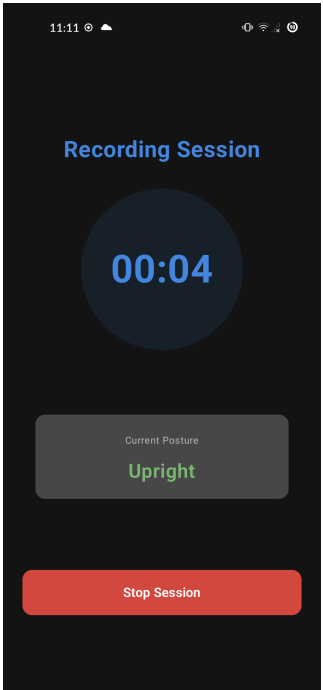 11:11
Recording Session
00:04
Current Posture
Upright
Stop Session